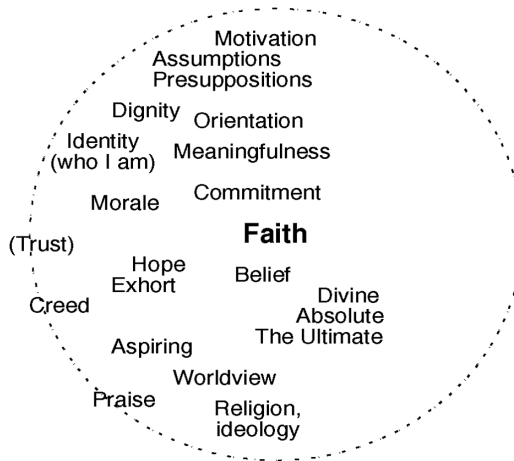 Motivation
Assumptions
Presuppositions
Dignity
Orientation
Identity
(who I am)
Meaningfulness
Commitment
Morale
Faith
(Trust)
Hope
Exhort
Belief
Divine
Absolute
The Ultimate
Creed
Aspiring
Worldview
Praise
Religion,
ideology